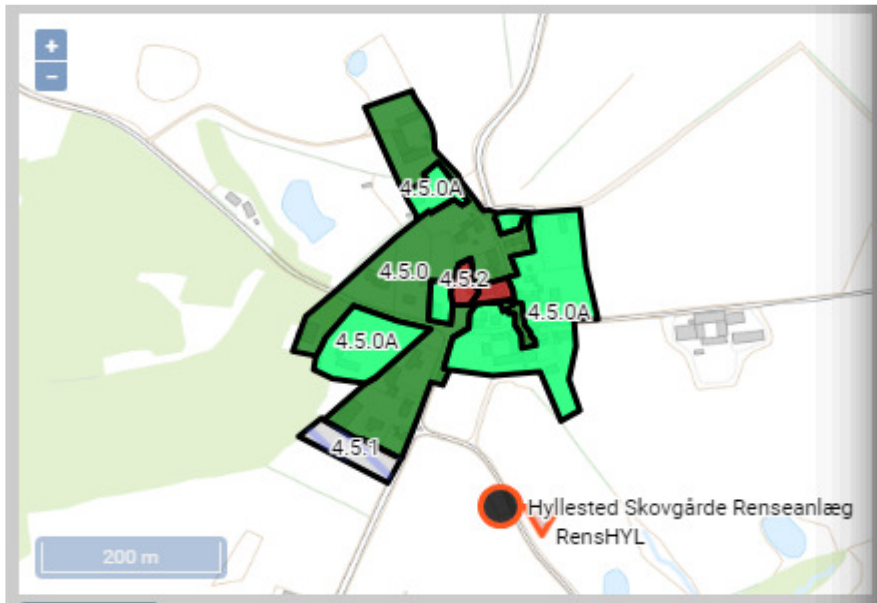 +
−
4.5.0A
4.5.0
4.5.2
4.5.0A
4.5.0A
4.5.1
Hyllested Skovgårde Renseanlæg
RensHYL
200 m